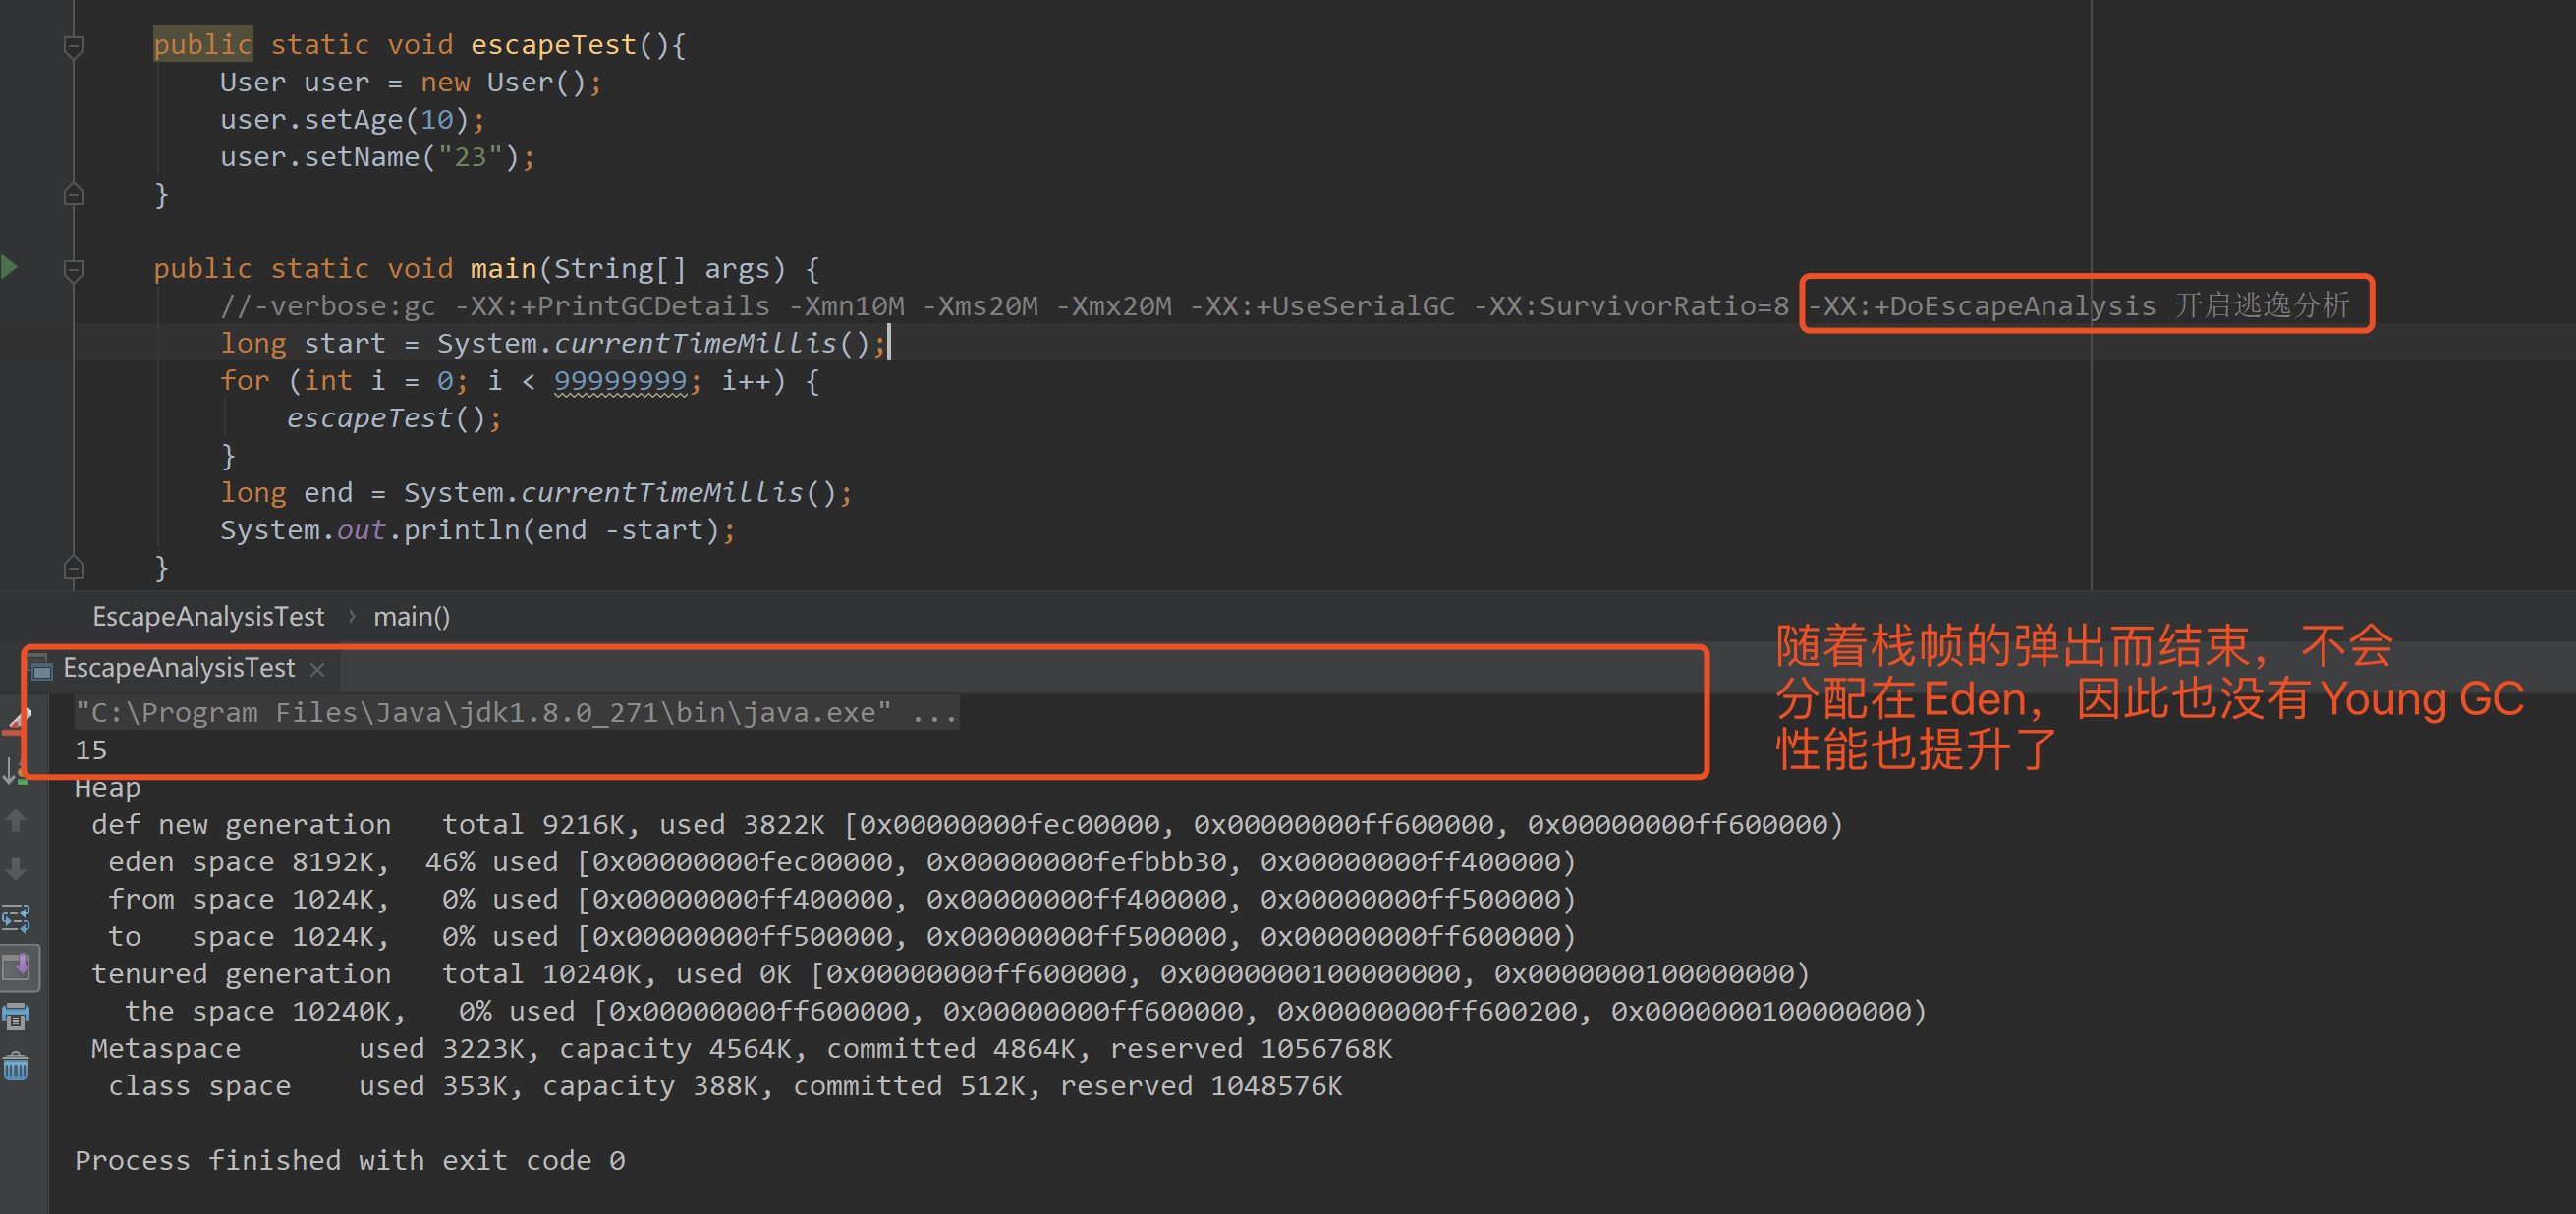 public static void escapeTest(){
User user = new User();
user.setAge(10);
user.setName("23");
}
public static void main(String[] args) {
//-verbose:gc -XX:+PrintGCDetails -Xmn10M -Xms20M -Xmx20M -XX:+UseSerialGC -XX:SurvivorRatio=8 -XX:+DoEscapeAnalysis 开启逃逸分析
long start = System.currentTimeMillis();
for (int i = 0; i < 99999999; i++) {
escapeTest();
}
long end = System.currentTimeMillis();
System.out.println(end -start);
}
EscapeAnalysisTest › main()
EscapeAnalysisTest ×
随着栈帧的弹出而结束，不会
分配在Eden，因此也没有Young GC
性能也提升了
"C:\Program Files\Java\jdk1.8.0_271\bin\java.exe" ...
15
Heap
def new generation   total 9216K, used 3822K [0x00000000fec00000, 0x00000000ff600000, 0x00000000ff600000)
eden space 8192K,  46% used [0x00000000fec00000, 0x00000000fefbbb30, 0x00000000ff400000)
from space 1024K,   0% used [0x00000000ff400000, 0x00000000ff400000, 0x00000000ff500000)
to   space 1024K,   0% used [0x00000000ff500000, 0x00000000ff500000, 0x00000000ff600000)
tenured generation   total 10240K, used 0K [0x00000000ff600000, 0x0000000100000000, 0x0000000100000000)
the space 10240K,   0% used [0x00000000ff600000, 0x00000000ff600000, 0x00000000ff600200, 0x0000000100000000)
Metaspace       used 3223K, capacity 4564K, committed 4864K, reserved 1056768K
class space    used 353K, capacity 388K, committed 512K, reserved 1048576K
Process finished with exit code 0